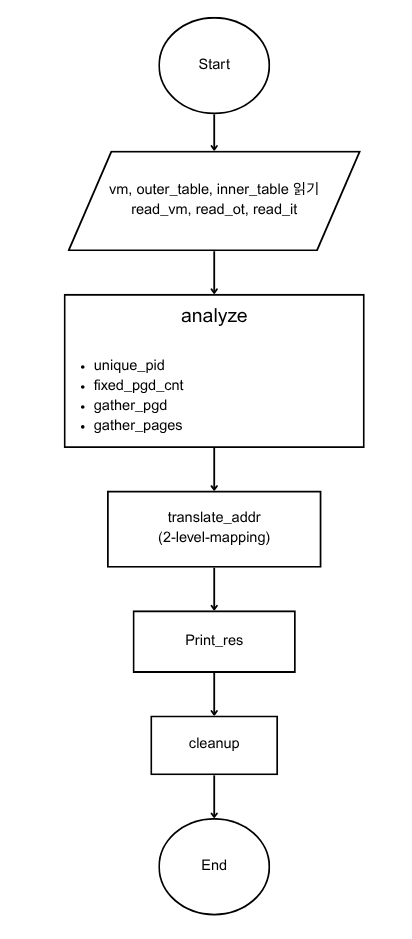 Start
vm, outer_table, inner_table 읽기
read_vm, read_ot, read_it
analyze
• unique_pid
• fixed_pgd_cnt
• gather_pgd
• gather_pages
translate_addr
(2-level-mapping)
Print_res
cleanup
End